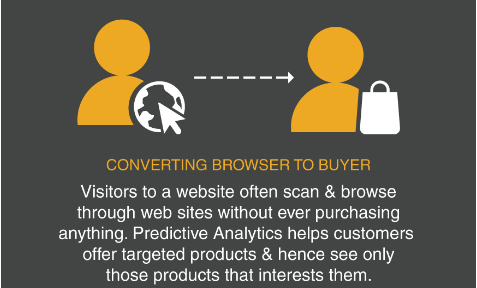 CONVERTING BROWSER TO BUYER
Visitors to a website often scan & browse
through web sites without ever purchasing
anything. Predictive Analytics helps customers
offer targeted products & hence see only
those products that interests them.